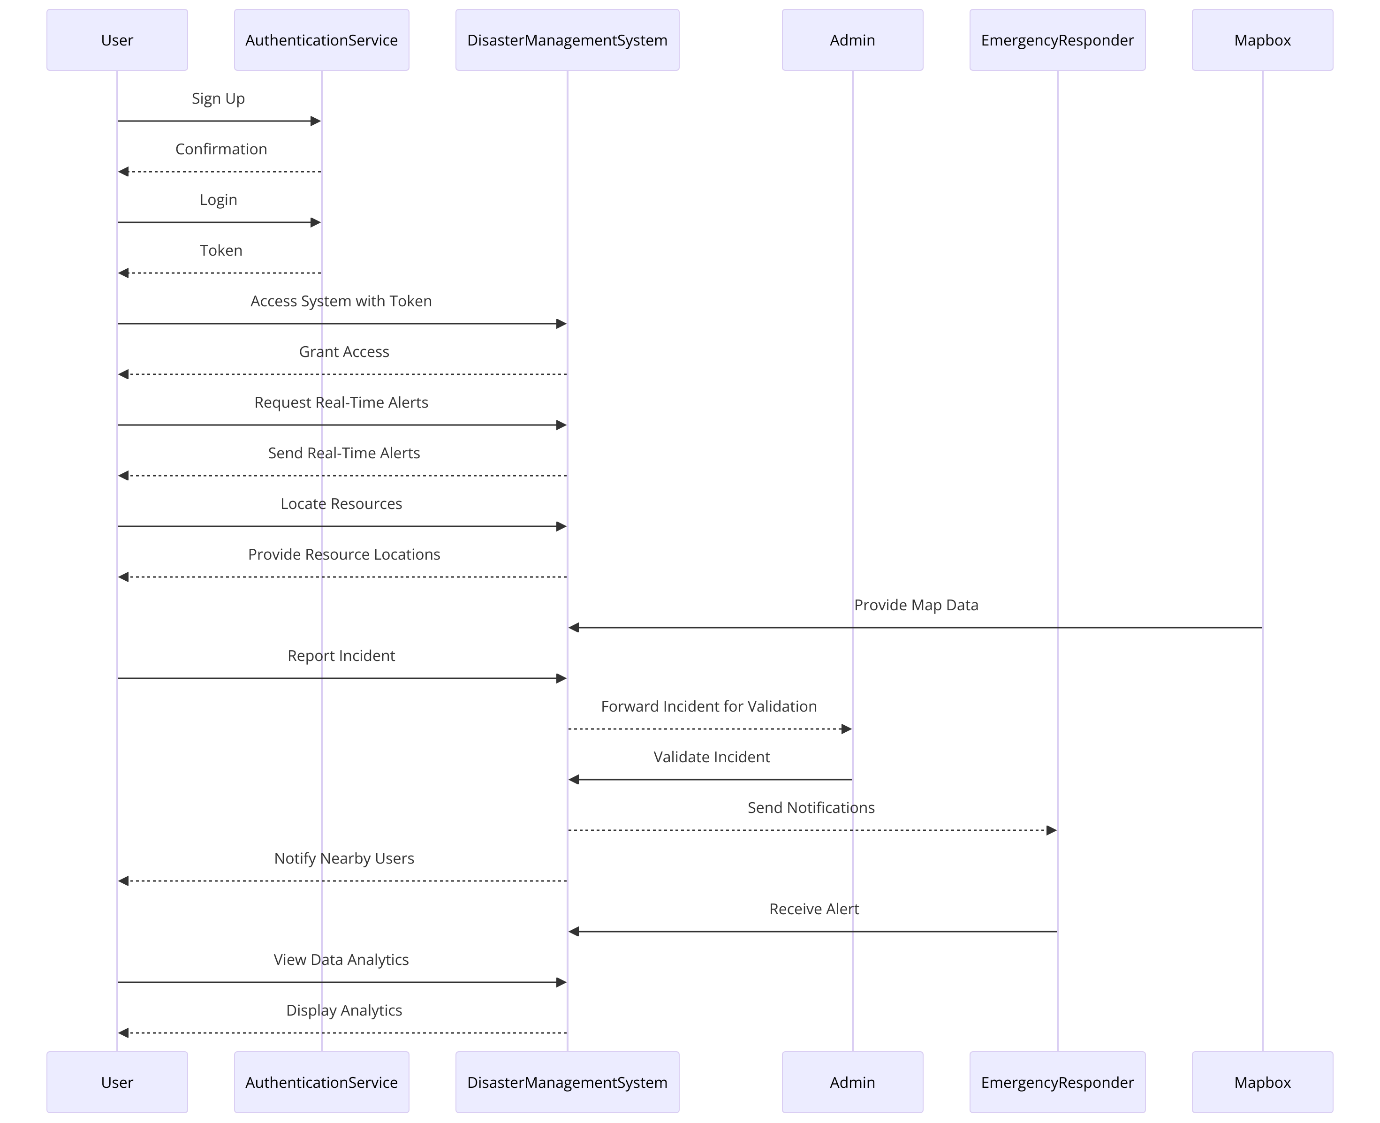 User
AuthenticationService
DisasterManagementSystem
Admin
EmergencyResponder
Mapbox
Sign Up
Confirmation
Login
Token
Access System with Token
Grant Access
Request Real-Time Alerts
Send Real-Time Alerts
Locate Resources
Provide Resource Locations
Provide Map Data
Report Incident
Forward Incident for Validation
Validate Incident
Send Notifications
Notify Nearby Users
Receive Alert
View Data Analytics
Display Analytics
User
AuthenticationService
DisasterManagementSystem
Admin
EmergencyResponder
Mapbox